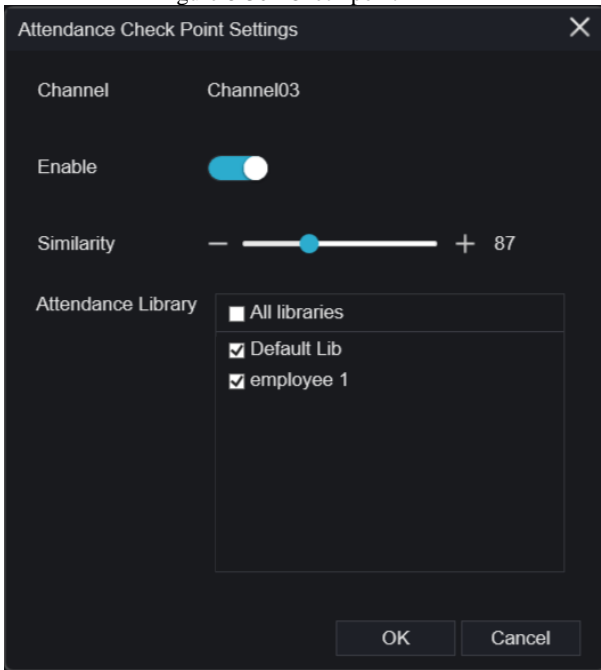 Attendance Check Point Settings
Channel Channel03
Enable
Similarity 87
Attendance Library
All libraries
Default Lib
employee 1
OK Cancel